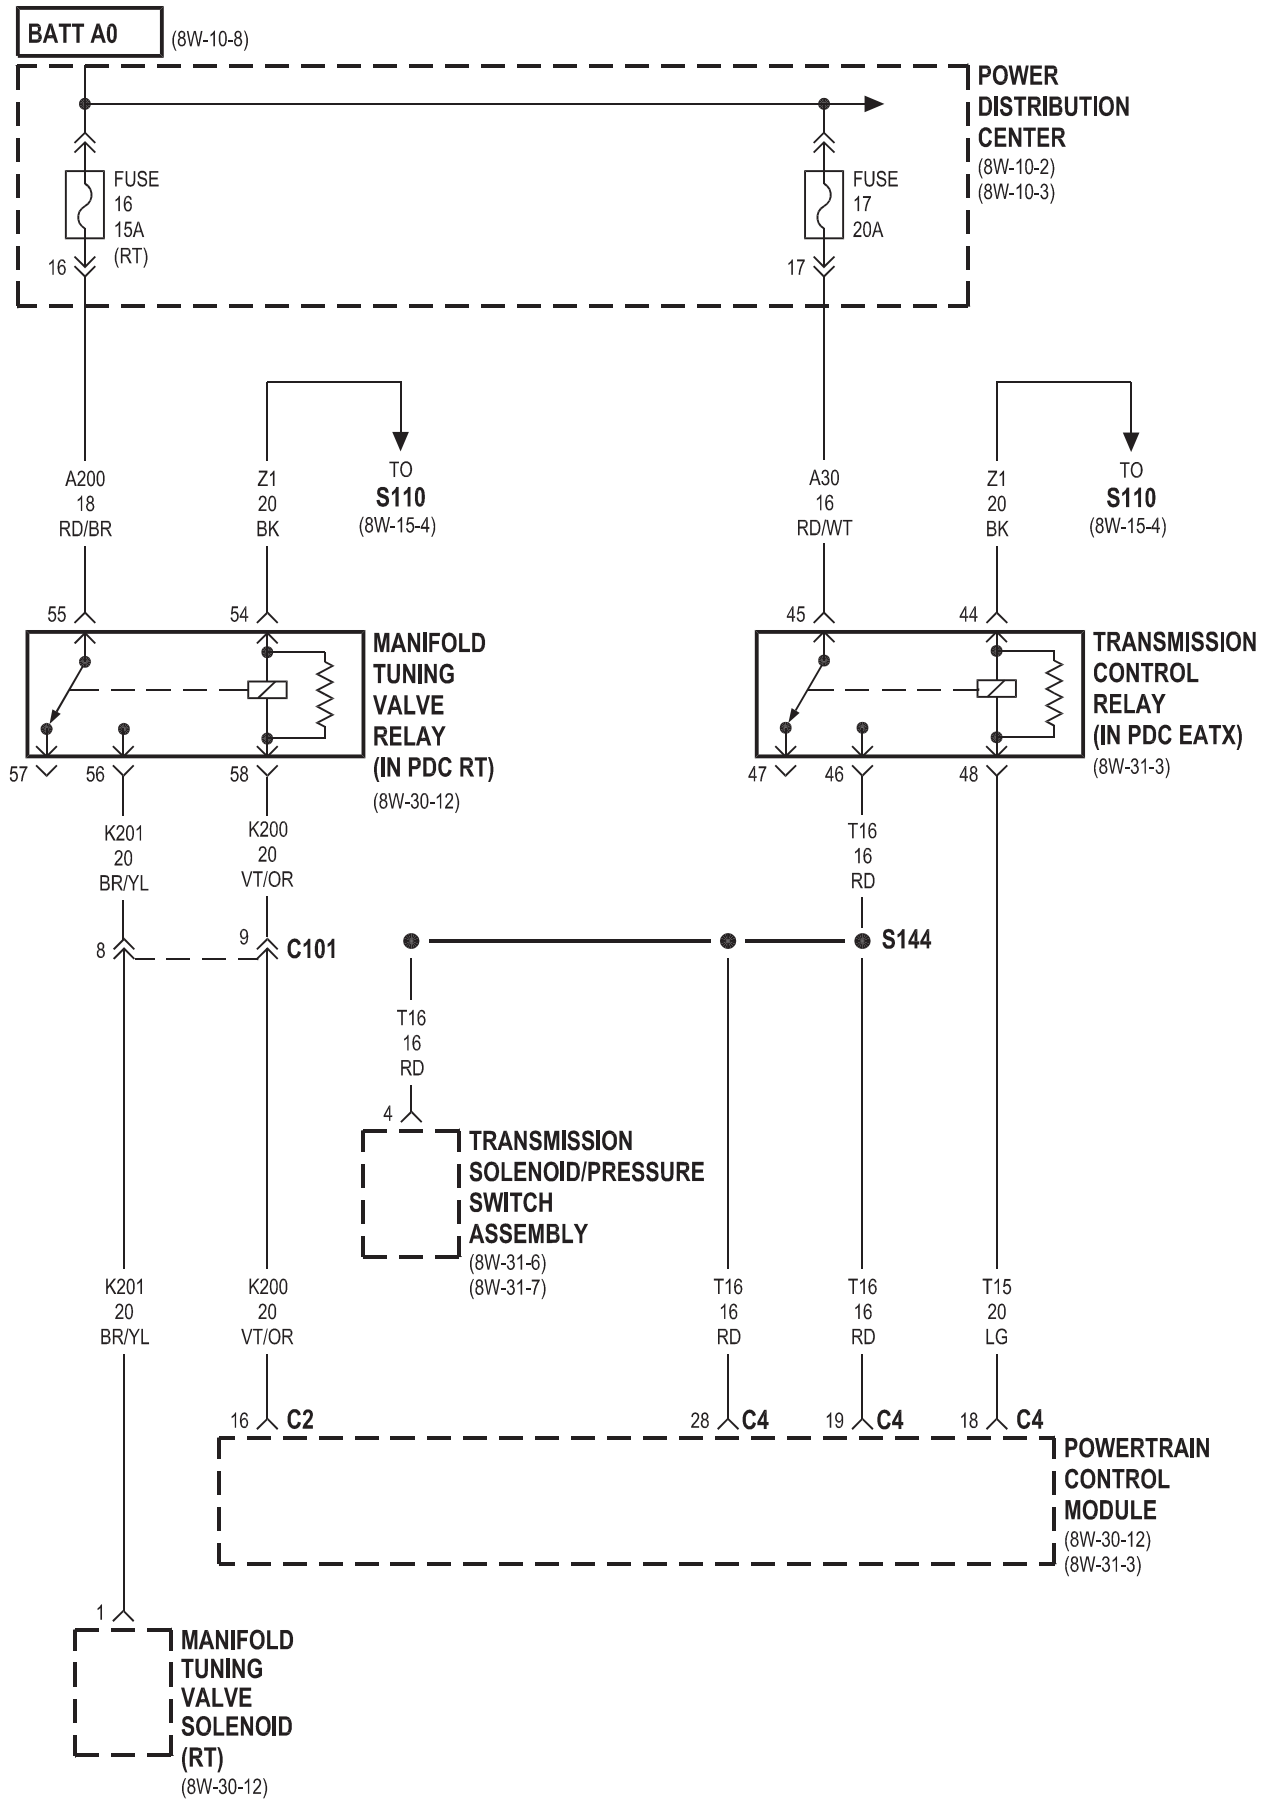 BATT A0 (8W-10-8)
POWER
DISTRIBUTION
CENTER
(8W-10-2)
(8W-10-3)
FUSE
16
15A
(RT)
16
FUSE
17
20A
17
A200
18
RD/BR
Z1
20
BK
TO
S110
(8W-15-4)
A30
16
RD/WT
Z1
20
BK
TO
S110
(8W-15-4)
55
54
45
44
MANIFOLD
TUNING
VALVE
RELAY
(IN PDC RT)
(8W-30-12)
TRANSMISSION
CONTROL
RELAY
(IN PDC EATX)
(8W-31-3)
57
56
58
47
46
48
K201
20
BR/YL
K200
20
VT/OR
T16
16
RD
8
9
C101
S144
T16
16
RD
4
TRANSMISSION
SOLENOID/PRESSURE
SWITCH
ASSEMBLY
(8W-31-6)
(8W-31-7)
K201
20
BR/YL
K200
20
VT/OR
T16
16
RD
T16
16
RD
T15
20
LG
16 C2
28 C4
19 C4
18 C4
POWERTRAIN
CONTROL
MODULE
(8W-30-12)
(8W-31-3)
1
MANIFOLD
TUNING
VALVE
SOLENOID
(RT)
(8W-30-12)